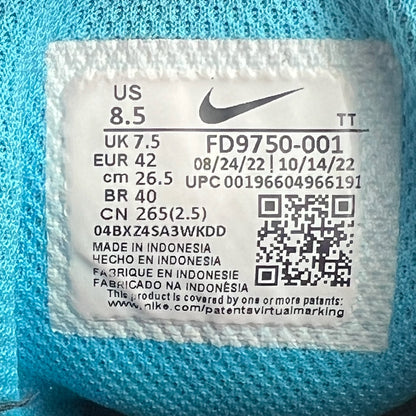 US
8.5
TT
UK 7.5
EUR 42
cm 26.5
BR 40
CN 265(2.5)
FD9750-001
08/24/22 | 10/14/22
UPC 00196604966191
04BXZ4SA3WKDD
MADE IN INDONESIA
HECHO EN INDONESIA
FABRIQUE EN INDONESIE
FABRICADO NA INDONÊSIA
This product is covered by one or more patents
www.nike.com/patentsvirtualmarking